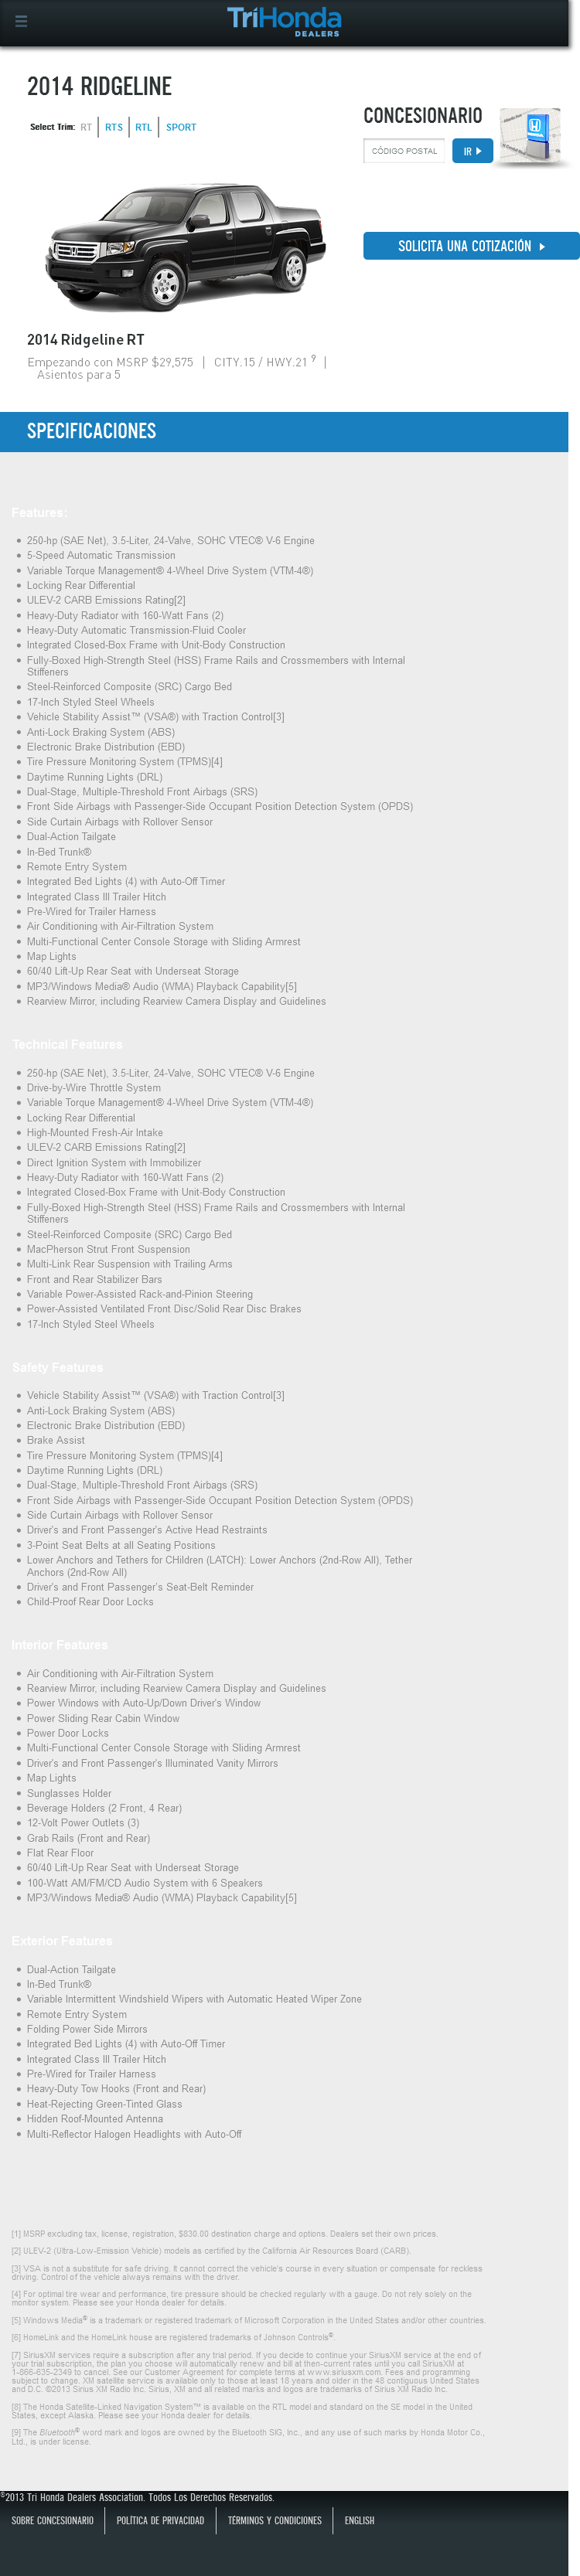 TriHonda
DEALERS
2014 RIDGELINE
Select Trim: RT | RTS | RTL | SPORT
CONCESIONARIO
CÓDIGO POSTAL
IR
SOLICITA UNA COTIZACIÓN
2014 Ridgeline RT
Empezando con MSRP $29,575 | CITY.15 / HWY.21 9 |
Asientos para 5
SPECIFICACIONES
Features:
250-hp (SAE Net), 3.5-Liter, 24-Valve, SOHC VTEC® V-6 Engine
5-Speed Automatic Transmission
Variable Torque Management® 4-Wheel Drive System (VTM-4®)
Locking Rear Differential
ULEV-2 CARB Emissions Rating[2]
Heavy-Duty Radiator with 160-Watt Fans (2)
Heavy-Duty Automatic Transmission-Fluid Cooler
Integrated Closed-Box Frame with Unit-Body Construction
Fully-Boxed High-Strength Steel (HSS) Frame Rails and Crossmembers with Internal
Stiffeners
Steel-Reinforced Composite (SRC) Cargo Bed
17-Inch Styled Steel Wheels
Vehicle Stability Assist™ (VSA®) with Traction Control[3]
Anti-Lock Braking System (ABS)
Electronic Brake Distribution (EBD)
Tire Pressure Monitoring System (TPMS)[4]
Daytime Running Lights (DRL)
Dual-Stage, Multiple-Threshold Front Airbags (SRS)
Front Side Airbags with Passenger-Side Occupant Position Detection System (OPDS)
Side Curtain Airbags with Rollover Sensor
Dual-Action Tailgate
In-Bed Trunk®
Remote Entry System
Integrated Bed Lights (4) with Auto-Off Timer
Integrated Class III Trailer Hitch
Pre-Wired for Trailer Harness
Air Conditioning with Air-Filtration System
Multi-Functional Center Console Storage with Sliding Armrest
Map Lights
60/40 Lift-Up Rear Seat with Underseat Storage
MP3/Windows Media® Audio (WMA) Playback Capability[5]
Rearview Mirror, including Rearview Camera Display and Guidelines
Technical Features
250-hp (SAE Net), 3.5-Liter, 24-Valve, SOHC VTEC® V-6 Engine
Drive-by-Wire Throttle System
Variable Torque Management® 4-Wheel Drive System (VTM-4®)
Locking Rear Differential
High-Mounted Fresh-Air Intake
ULEV-2 CARB Emissions Rating[2]
Direct Ignition System with Immobilizer
Heavy-Duty Radiator with 160-Watt Fans (2)
Integrated Closed-Box Frame with Unit-Body Construction
Fully-Boxed High-Strength Steel (HSS) Frame Rails and Crossmembers with Internal
Stiffeners
Steel-Reinforced Composite (SRC) Cargo Bed
MacPherson Strut Front Suspension
Multi-Link Rear Suspension with Trailing Arms
Front and Rear Stabilizer Bars
Variable Power-Assisted Rack-and-Pinion Steering
Power-Assisted Ventilated Front Disc/Solid Rear Disc Brakes
17-Inch Styled Steel Wheels
Safety Features
Vehicle Stability Assist™ (VSA®) with Traction Control[3]
Anti-Lock Braking System (ABS)
Electronic Brake Distribution (EBD)
Brake Assist
Tire Pressure Monitoring System (TPMS)[4]
Daytime Running Lights (DRL)
Dual-Stage, Multiple-Threshold Front Airbags (SRS)
Front Side Airbags with Passenger-Side Occupant Position Detection System (OPDS)
Side Curtain Airbags with Rollover Sensor
Driver's and Front Passenger's Active Head Restraints
3-Point Seat Belts at all Seating Positions
Lower Anchors and Tethers for CHildren (LATCH): Lower Anchors (2nd-Row All), Tether
Anchors (2nd-Row All)
Driver's and Front Passenger's Seat-Belt Reminder
Child-Proof Rear Door Locks
Interior Features
Air Conditioning with Air-Filtration System
Rearview Mirror, including Rearview Camera Display and Guidelines
Power Windows with Auto-Up/Down Driver's Window
Power Sliding Rear Cabin Window
Power Door Locks
Multi-Functional Center Console Storage with Sliding Armrest
Driver's and Front Passenger's Illuminated Vanity Mirrors
Map Lights
Sunglasses Holder
Beverage Holders (2 Front, 4 Rear)
12-Volt Power Outlets (3)
Grab Rails (Front and Rear)
Flat Rear Floor
60/40 Lift-Up Rear Seat with Underseat Storage
100-Watt AM/FM/CD Audio System with 6 Speakers
MP3/Windows Media® Audio (WMA) Playback Capability[5]
Exterior Features
Dual-Action Tailgate
In-Bed Trunk®
Variable Intermittent Windshield Wipers with Automatic Heated Wiper Zone
Remote Entry System
Folding Power Side Mirrors
Integrated Bed Lights (4) with Auto-Off Timer
Integrated Class III Trailer Hitch
Pre-Wired for Trailer Harness
Heavy-Duty Tow Hooks (Front and Rear)
Heat-Rejecting Green-Tinted Glass
Hidden Roof-Mounted Antenna
Multi-Reflector Halogen Headlights with Auto-Off
[1] MSRP excluding tax, license, registration, $830.00 destination charge and options. Dealers set their own prices.
[2] ULEV-2 (Ultra-Low-Emission Vehicle) models as certified by the California Air Resources Board (CARB).
[3] VSA is not a substitute for safe driving. It cannot correct the vehicle's course in every situation or compensate for reckless
driving. Control of the vehicle always remains with the driver.
[4] For optimal tire wear and performance, tire pressure should be checked regularly with a gauge. Do not rely solely on the
monitor system. Please see your Honda dealer for details.
[5] Windows Media® is a trademark or registered trademark of Microsoft Corporation in the United States and/or other countries.
[6] HomeLink and the HomeLink house are registered trademarks of Johnson Controls®.
[7] SiriusXM services require a subscription after any trial period. If you decide to continue your SiriusXM service at the end of
your trial subscription, the plan you choose will automatically renew and bill at then-current rates until you call SiriusXM at
1-866-635-2349 to cancel. See our Customer Agreement for complete terms at www.siriusxm.com. Fees and programming
subject to change. XM satellite service is available only to those at least 18 years and older in the 48 contiguous United States
and D.C. ©2013 Sirius XM Radio Inc. Sirius, XM and all related marks and logos are trademarks of Sirius XM Radio Inc.
[8] The Honda Satellite-Linked Navigation System™ is available on the RTL model and standard on the SE model in the United
States, except Alaska. Please see your Honda dealer for details.
[9] The Bluetooth® word mark and logos are owned by the Bluetooth SIG, Inc., and any use of such marks by Honda Motor Co.,
Ltd., is under license.
©2013 Tri Honda Dealers Association. Todos Los Derechos Reservados.
SOBRE CONCESIONARIO | POLÍTICA DE PRIVACIDAD | TÉRMINOS Y CONDICIONES | ENGLISH